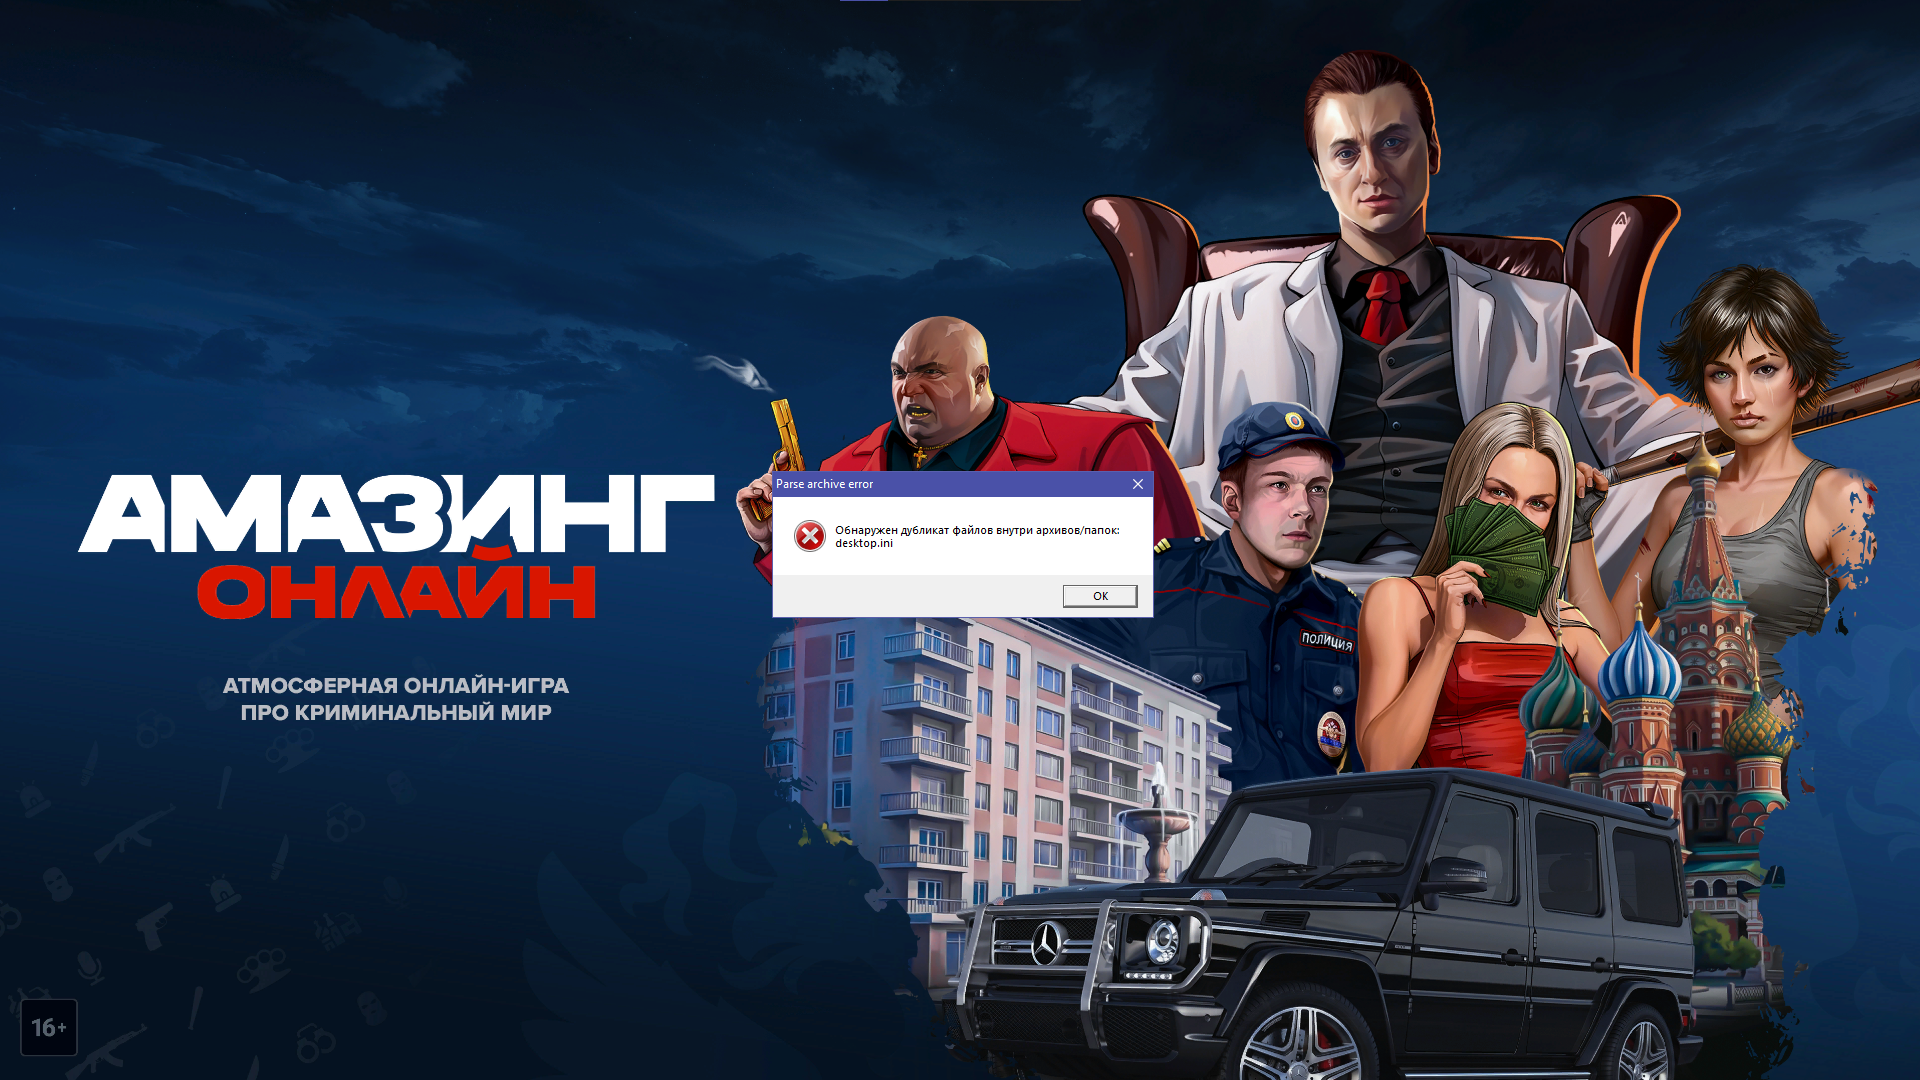 АМАЗИНГ
ОНЛАЙН
АТМОСФЕРНАЯ ОНЛАЙН-ИГРА
ПРО КРИМИНАЛЬНЫЙ МИР
Parse archive error
Обнаружен дубликат файлов внутри архивов/папок:
desktop.ini
OK
ПОЛИЦИЯ
16+